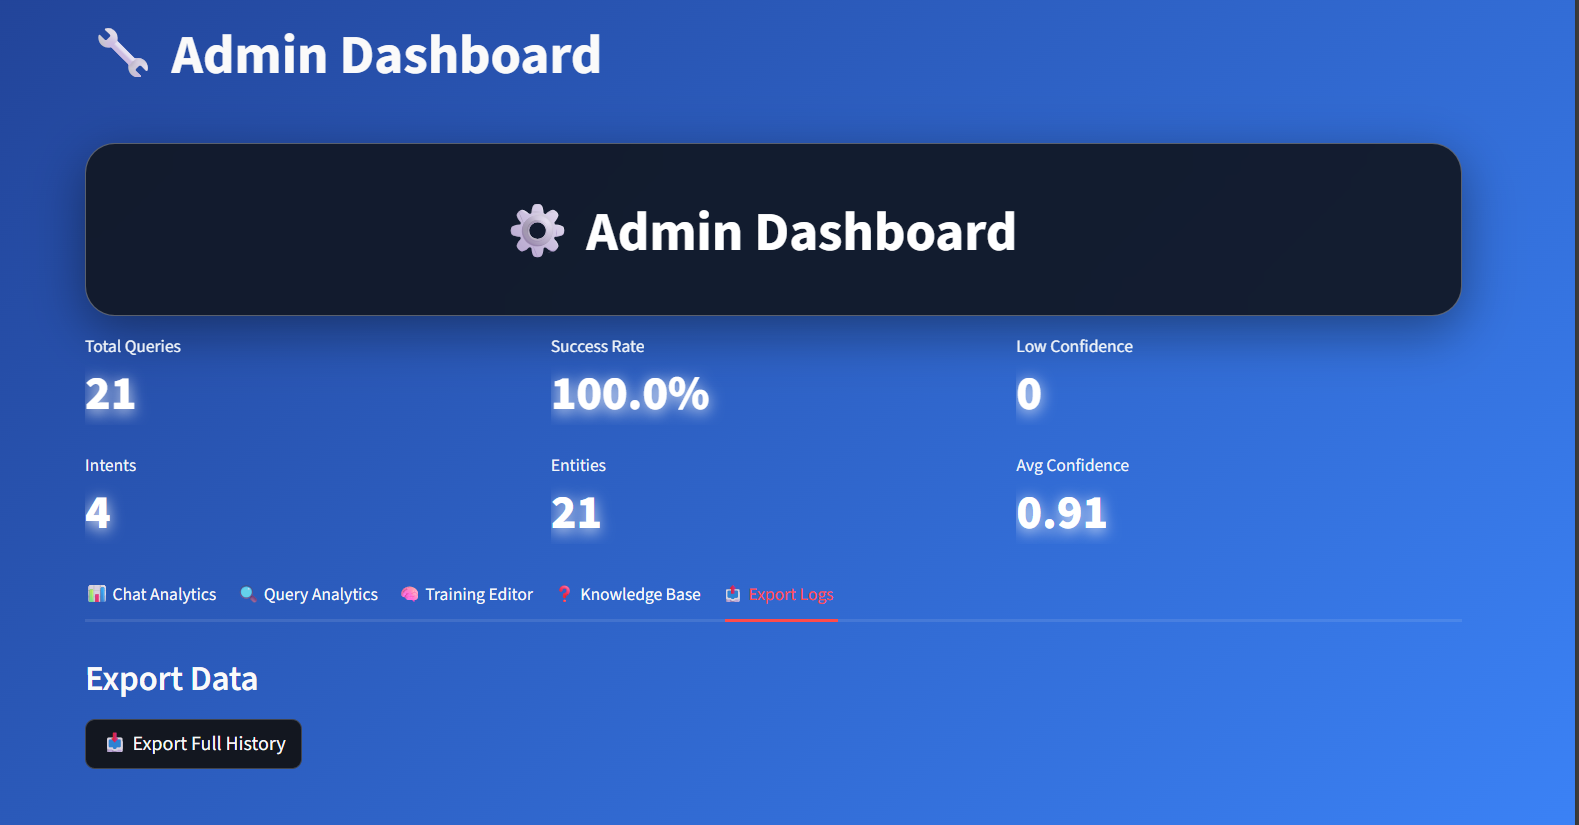 Admin Dashboard
Admin Dashboard
Total Queries
21
Success Rate
100.0%
Low Confidence
0
Intents
4
Entities
21
Avg Confidence
0.91
Chat Analytics
Query Analytics
Training Editor
Knowledge Base
Export Logs
Export Data
Export Full History